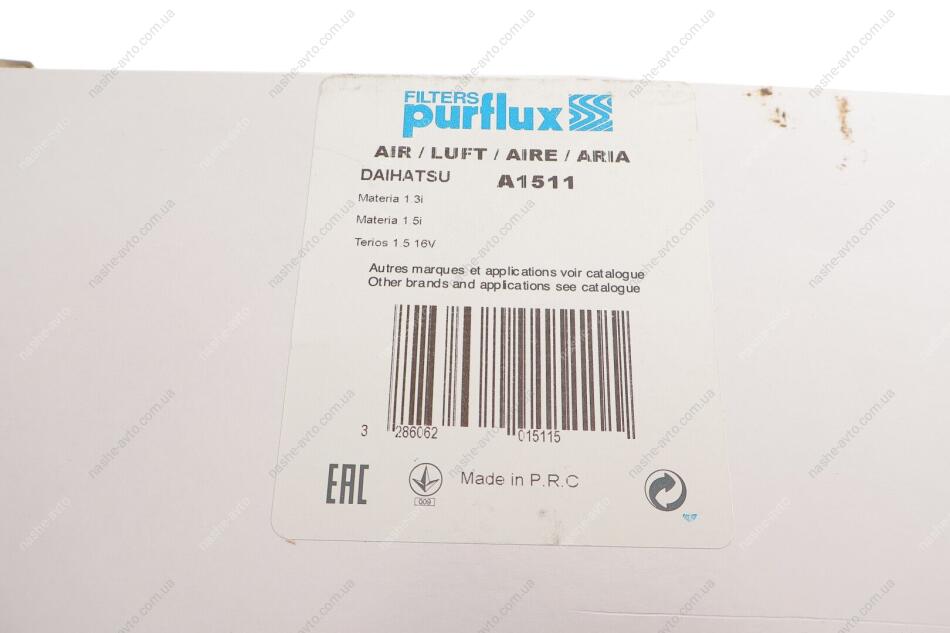 FILTERS
purflux
AIR / LUFT / AIRE / ARIA
DAIHATSU A1511
Materia 1 3i
Materia 1 5i
Terios 1.5 16V
Autres marques et applications voir catalogue
Other brands and applications see catalogue
3 286062 015115
EAC
009
Made in P.R.C
nashe-avto.com.ua